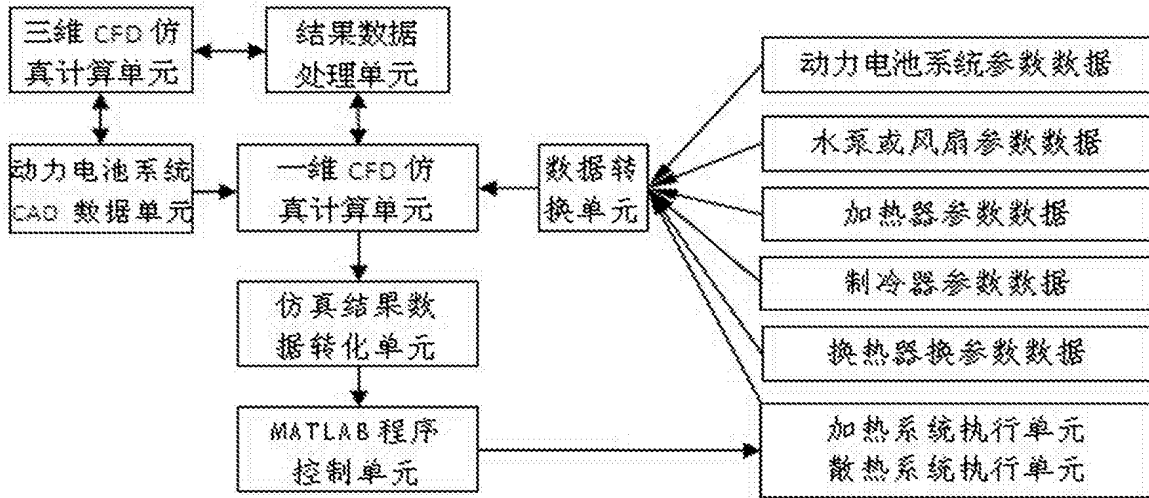 三维 CFD 仿
真计算单元
结果数据
处理单元
动力电池系统
CAD 数据单元
一维 CFD 仿
真计算单元
数据转
换单元
仿真结果数
据转化单元
MATLAB 程序
控制单元
动力电池系统参数数据
水泵或风扇参数数据
加热器参数数据
制冷器参数数据
换热器换参数数据
加热系统执行单元
散热系统执行单元